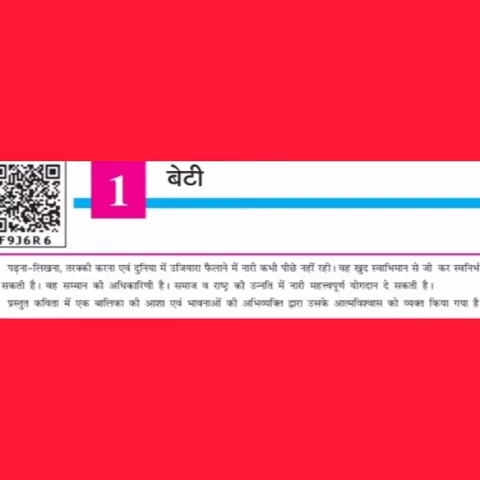 1
बेटी
F9J6R6
पढ़ना-लिखना, तरक्की करना एवं दुनिया में उजियारा फैलाने में नारी कभी पीछे नहीं रही। वह खुद स्वाभिमान से जी कर स्वनिर्भ
सकती है। वह सम्मान की अधिकारिणी है। समाज व राष्ट्र की उन्नति में नारी महत्त्वपूर्ण योगदान दे सकती है।
प्रस्तुत कविता में एक बालिका की आशा एवं भावनाओं की अभिव्यक्ति द्वारा उसके आत्मविश्वास को व्यक्त किया गया है